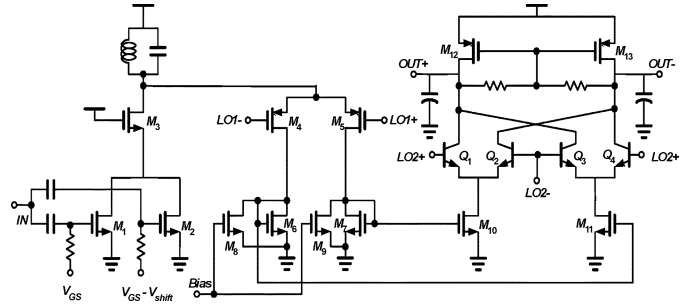 M12
M13
OUT+
OUT-
LO1-
M4
M5
LO1+
M3
LO2+
Q1
Q2
Q3
Q4
LO2+
LO2-
IN
M1
M2
M6
M7
M8
M9
M10
M11
VGS
VGS - Vshift
Bias